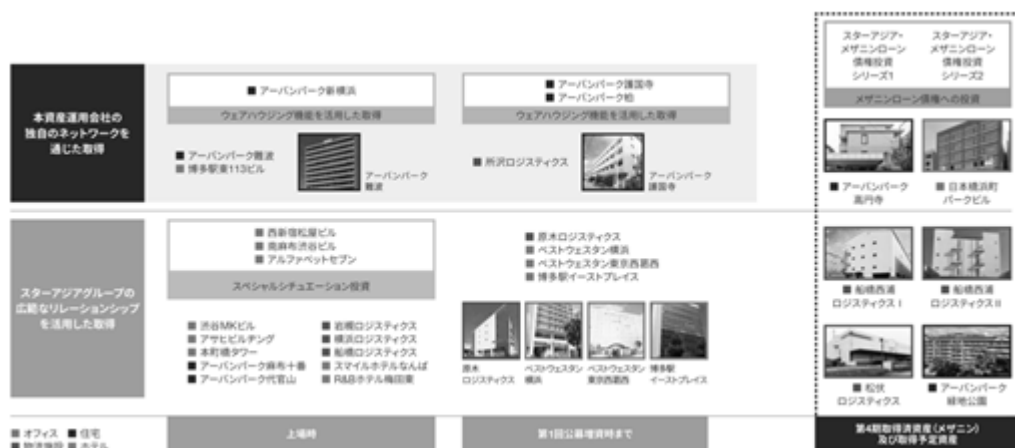 スターアジア・
メザニンローン
債権投資
シリーズ1
スターアジア・
メザニンローン
債権投資
シリーズ2
メザニンローン債権への投資
本資産運用会社の
独自のネットワークを
通じた取得
■ アーバンパーク新横浜
ウェアハウジング機能を活用した取得
■ アーバンパーク難波
■ 博多駅東113ビル
アーバンパーク
難波
■ アーバンパーク護国寺
■ アーバンパーク柏
ウェアハウジング機能を活用した取得
■ 所沢ロジスティクス
アーバンパーク
護国寺
■ アーバンパーク
高円寺
■ 日本橋浜町
パークビル
スターアジアグループの
広範なリレーションシップ
を活用した取得
■ 西新宿松屋ビル
■ 南麻布渋谷ビル
■ アルファベットセブン
スペシャルシチュエーション投資
■ 渋谷MKビル
■ アサヒビルヂング
■ 本町橋タワー
■ アーバンパーク麻布十番
■ アーバンパーク代官山
■ 岩槻ロジスティクス
■ 横浜ロジスティクス
■ 船橋ロジスティクス
■ スマイルホテルなんば
■ R&Bホテル梅田東
■ 原木ロジスティクス
■ ベストウェスタン横浜
■ ベストウェスタン東京西葛西
■ 博多駅イーストプレイス
原木
ロジスティクス
ベストウェスタン
横浜
ベストウェスタン
東京西葛西
博多駅
イーストプレイス
■ 船橋西浦
ロジスティクス I
■ 船橋西浦
ロジスティクス II
■ 松伏
ロジスティクス
■ アーバンパーク
緑地公園
■ オフィス ■ 住宅
■ 物流施設 ■ ホテル
上場時
第1回公募増資時まで
第4期取得済資産(メザニン)
及び取得予定資産